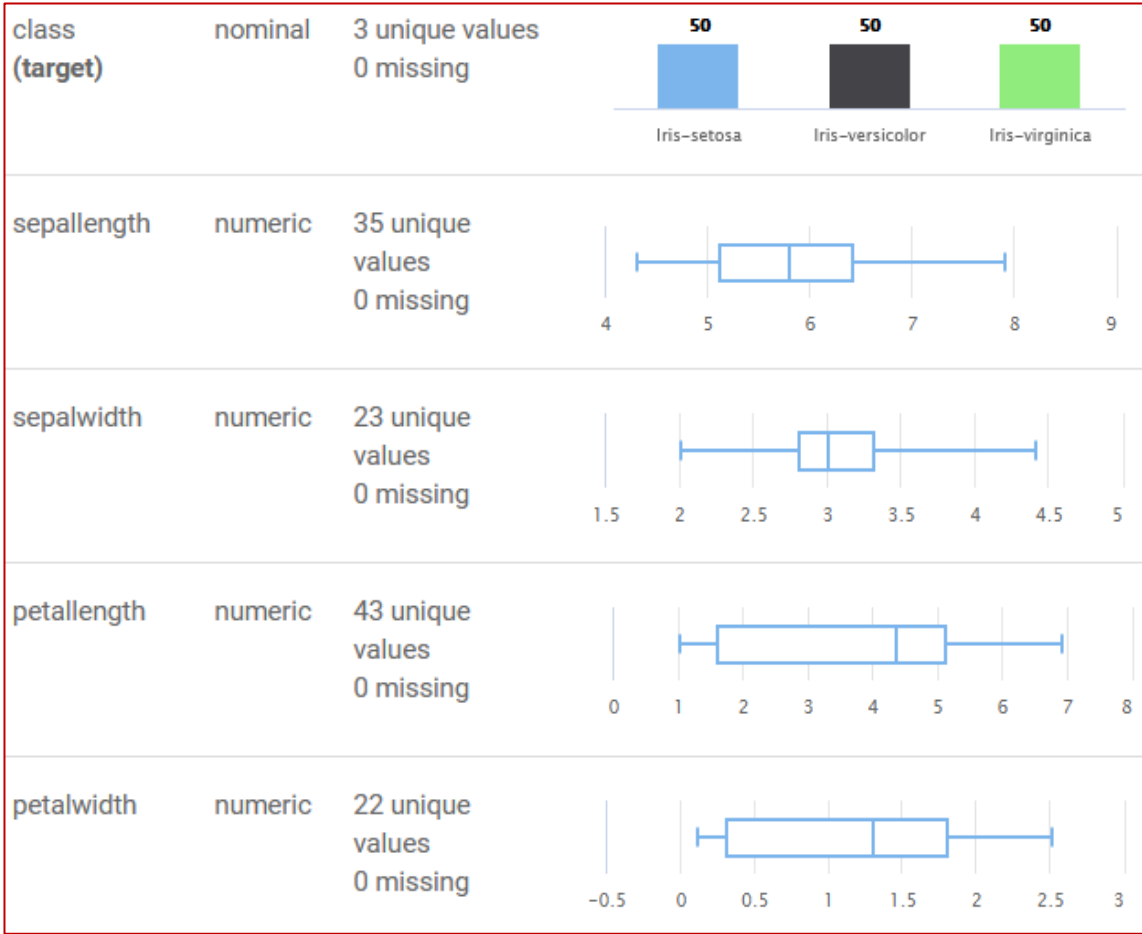 class nominal 3 unique values
(target) 0 missing
50 50 50
Iris-setosa Iris-versicolor Iris-virginica
sepallength numeric 35 unique
values
0 missing
4 5 6 7 8 9
sepalwidth numeric 23 unique
values
0 missing
1.5 2 2.5 3 3.5 4 4.5 5
petallength numeric 43 unique
values
0 missing
0 1 2 3 4 5 6 7 8
petalwidth numeric 22 unique
values
0 missing
-0.5 0 0.5 1 1.5 2 2.5 3